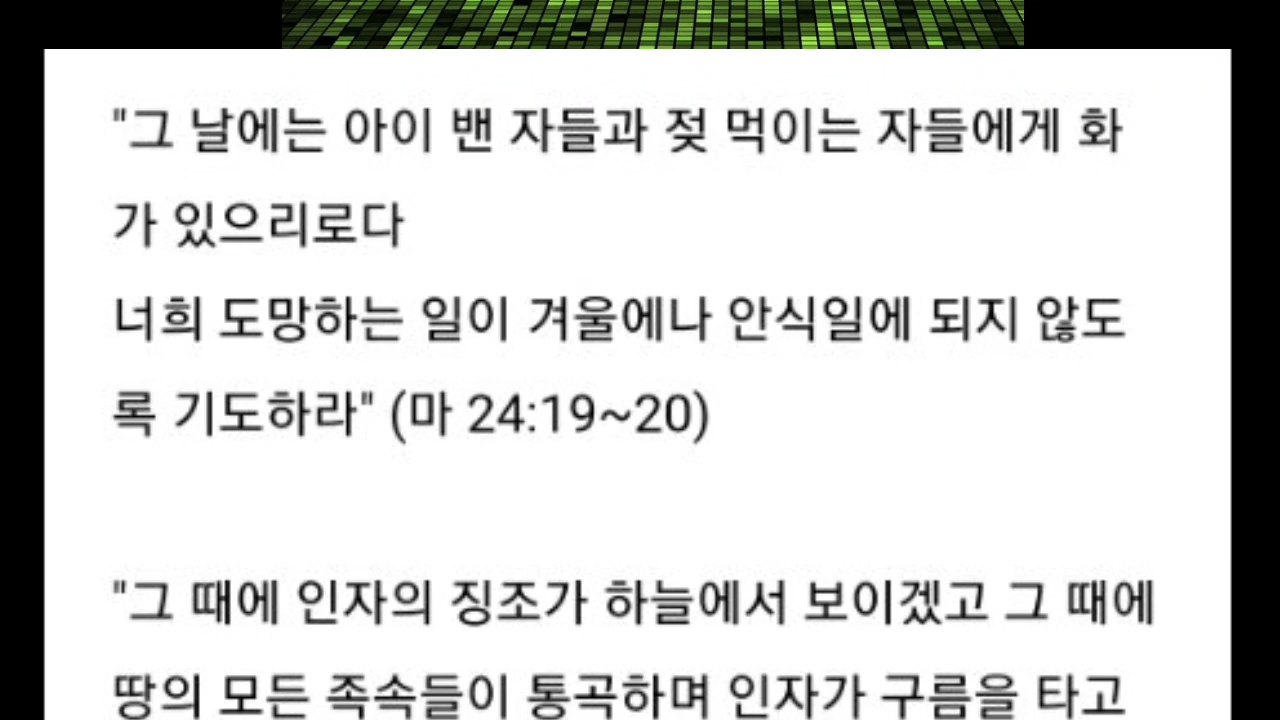 "그 날에는 아이 밴 자들과 젖 먹이는 자들에게 화
가 있으리로다
너희 도망하는 일이 겨울에나 안식일에 되지 않도
록 기도하라" (마 24:19~20)
"그 때에 인자의 징조가 하늘에서 보이겠고 그 때에
땅의 모든 족속들이 통곡하며 인자가 구름을 타고